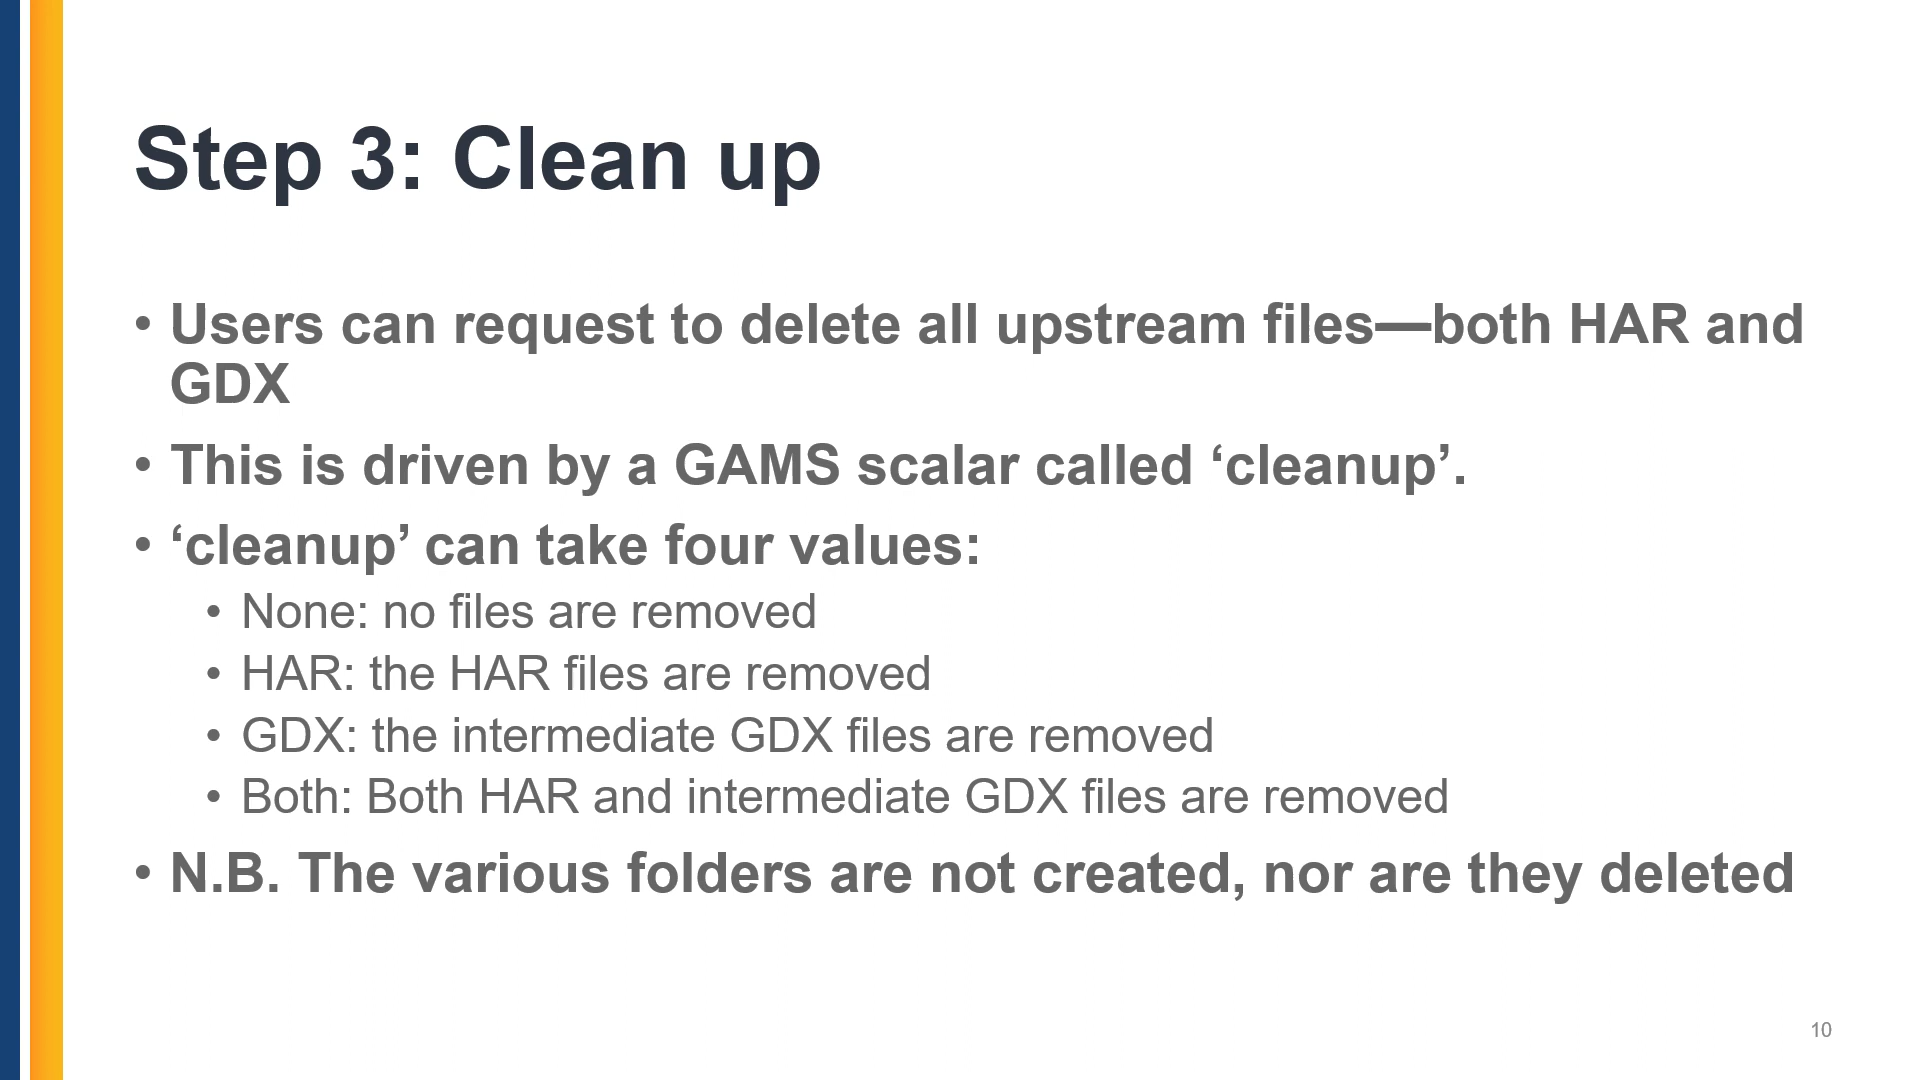 Step 3: Clean up
• Users can request to delete all upstream files—both HAR and
GDX
• This is driven by a GAMS scalar called ‘cleanup’.
• ‘cleanup’ can take four values:
• None: no files are removed
• HAR: the HAR files are removed
• GDX: the intermediate GDX files are removed
• Both: Both HAR and intermediate GDX files are removed
• N.B. The various folders are not created, nor are they deleted
10